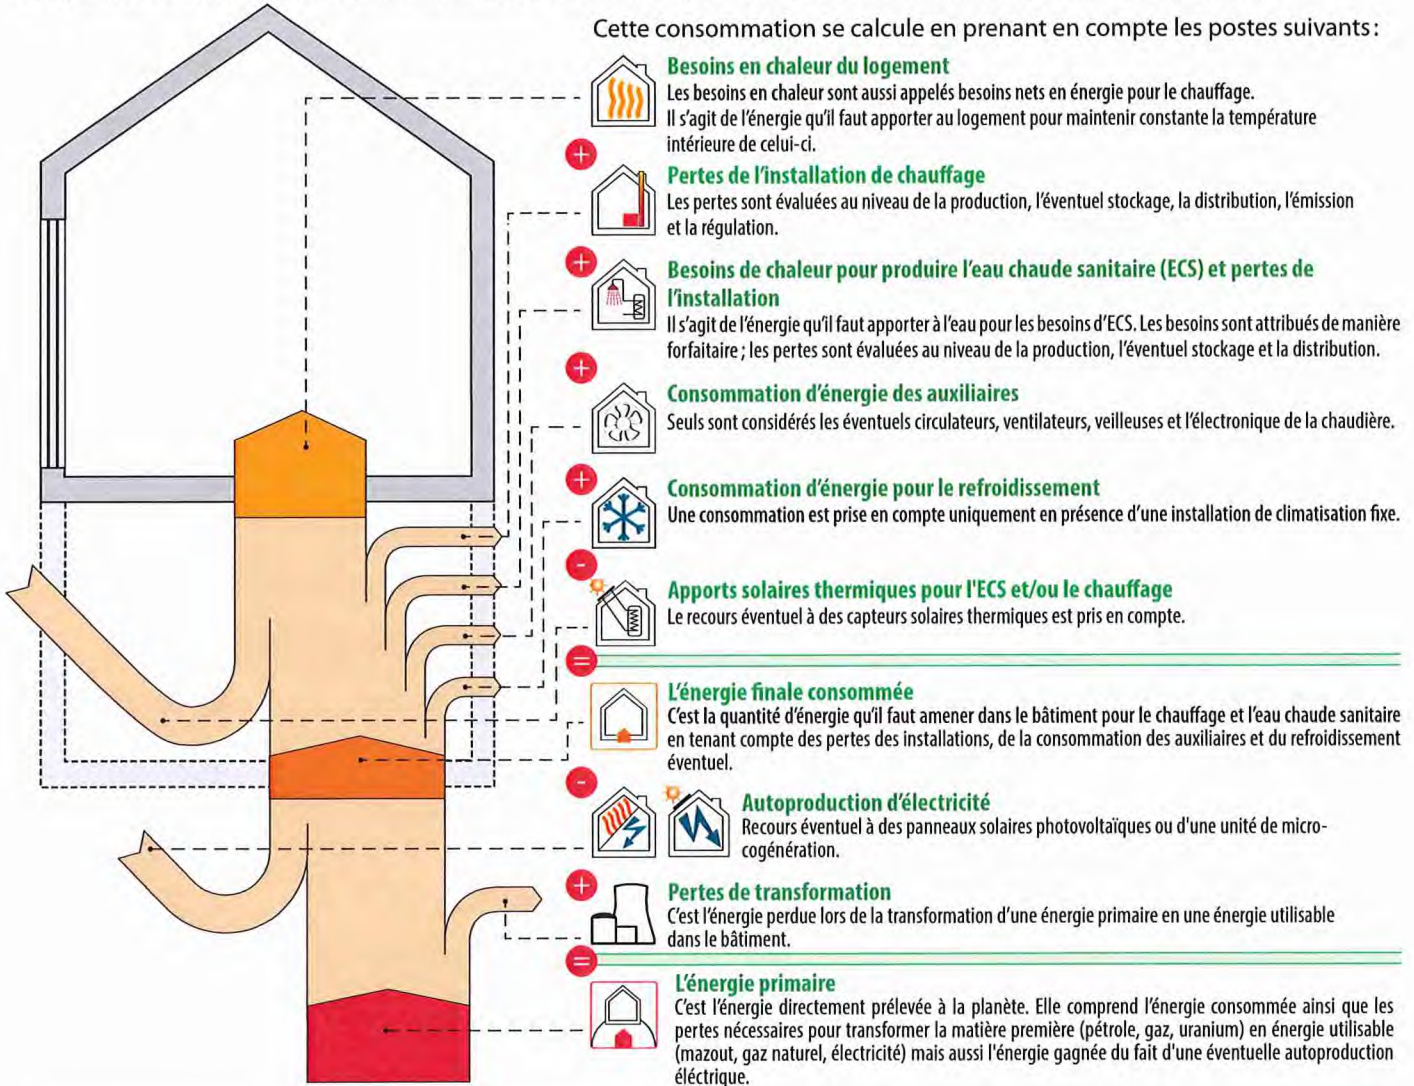 Cette consommation se calcule en prenant en compte les postes suivants :
Besoins en chaleur du logement
Les besoins en chaleur sont aussi appelés besoins nets en énergie pour le chauffage.
Il s'agit de l'énergie qu'il faut apporter au logement pour maintenir constante la température
intérieure de celui-ci.
+
Pertes de l'installation de chauffage
Les pertes sont évaluées au niveau de la production, l'éventuel stockage, la distribution, l'émission
et la régulation.
+
Besoins de chaleur pour produire l'eau chaude sanitaire (ECS) et pertes de
l'installation
Il s'agit de l'énergie qu'il faut apporter à l'eau pour les besoins d'ECS. Les besoins sont attribués de manière
forfaitaire ; les pertes sont évaluées au niveau de la production, l'éventuel stockage et la distribution.
+
Consommation d'énergie des auxiliaires
Seuls sont considérés les éventuels circulateurs, ventilateurs, veilleuses et l'électronique de la chaudière.
+
Consommation d'énergie pour le refroidissement
Une consommation est prise en compte uniquement en présence d'une installation de climatisation fixe.
-
Apports solaires thermiques pour l'ECS et/ou le chauffage
Le recours éventuel à des capteurs solaires thermiques est pris en compte.
=
L'énergie finale consommée
C'est la quantité d'énergie qu'il faut amener dans le bâtiment pour le chauffage et l'eau chaude sanitaire
en tenant compte des pertes des installations, de la consommation des auxiliaires et du refroidissement
éventuel.
-
Autoproduction d'électricité
Recours éventuel à des panneaux solaires photovoltaïques ou d'une unité de micro-
cogénération.
+
Pertes de transformation
C'est l'énergie perdue lors de la transformation d'une énergie primaire en une énergie utilisable
dans le bâtiment.
=
L'énergie primaire
C'est l'énergie directement prélevée à la planète. Elle comprend l'énergie consommée ainsi que les
pertes nécessaires pour transformer la matière première (pétrole, gaz, uranium) en énergie utilisable
(mazout, gaz naturel, électricité) mais aussi l'énergie gagnée du fait d'une éventuelle autoproduction
éléctrique.